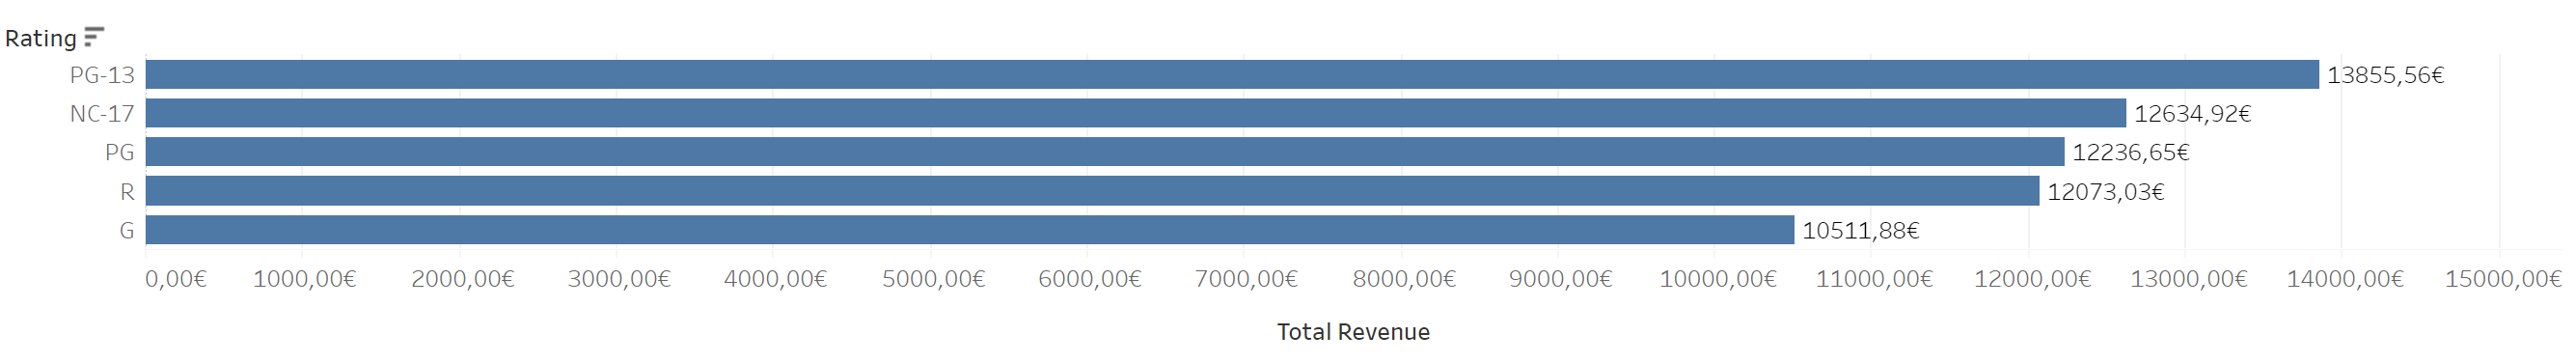 Rating
PG-13 13855,56€
NC-17 12634,92€
PG 12236,65€
R 12073,03€
G 10511,88€
0,00€ 1000,00€ 2000,00€ 3000,00€ 4000,00€ 5000,00€ 6000,00€ 7000,00€ 8000,00€ 9000,00€ 10000,00€ 11000,00€ 12000,00€ 13000,00€ 14000,00€ 15000,00€
Total Revenue